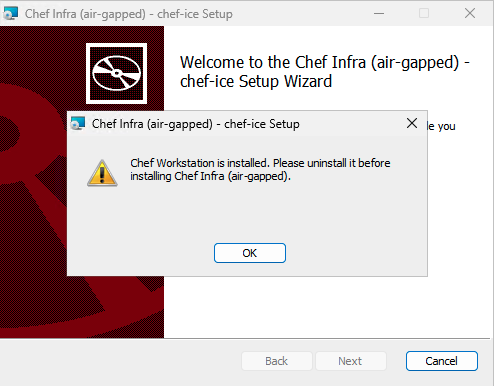 Chef Infra (air-gapped) - chef-ice Setup
Welcome to the Chef Infra (air-gapped) -
chef-ice Setup Wizard
you
Chef Infra (air-gapped) - chef-ice Setup
Chef Workstation is installed. Please uninstall it before
installing Chef Infra (air-gapped).
OK
Back
Next
Cancel